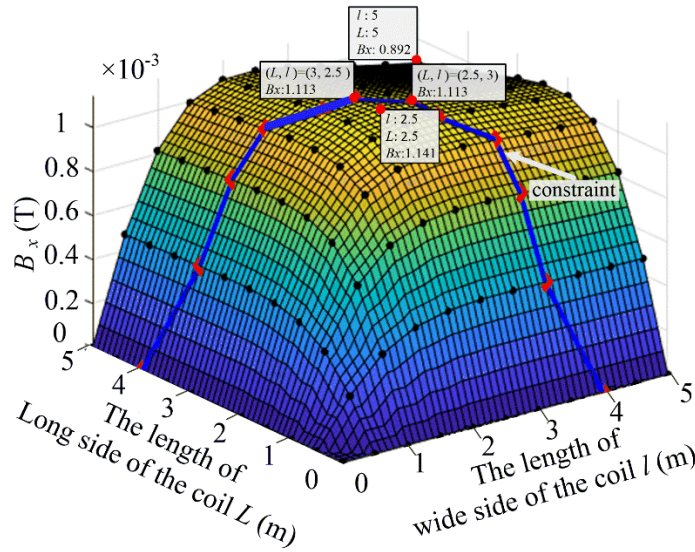 l : 5
L: 5
Bx: 0.892
×10⁻³
(L, l )=(3, 2.5 )
Bx:1.113
(L, l )=(2.5, 3)
Bx:1.113
l : 2.5
L: 2.5
Bx:1.141
constraint
B x (T)
1
0.8
0.6
0.4
0.2
0
5
4
3
2
1
0
The length of
Long side of the coil L (m)
0
1
2
3
4
5
The length of
wide side of the coil l (m)